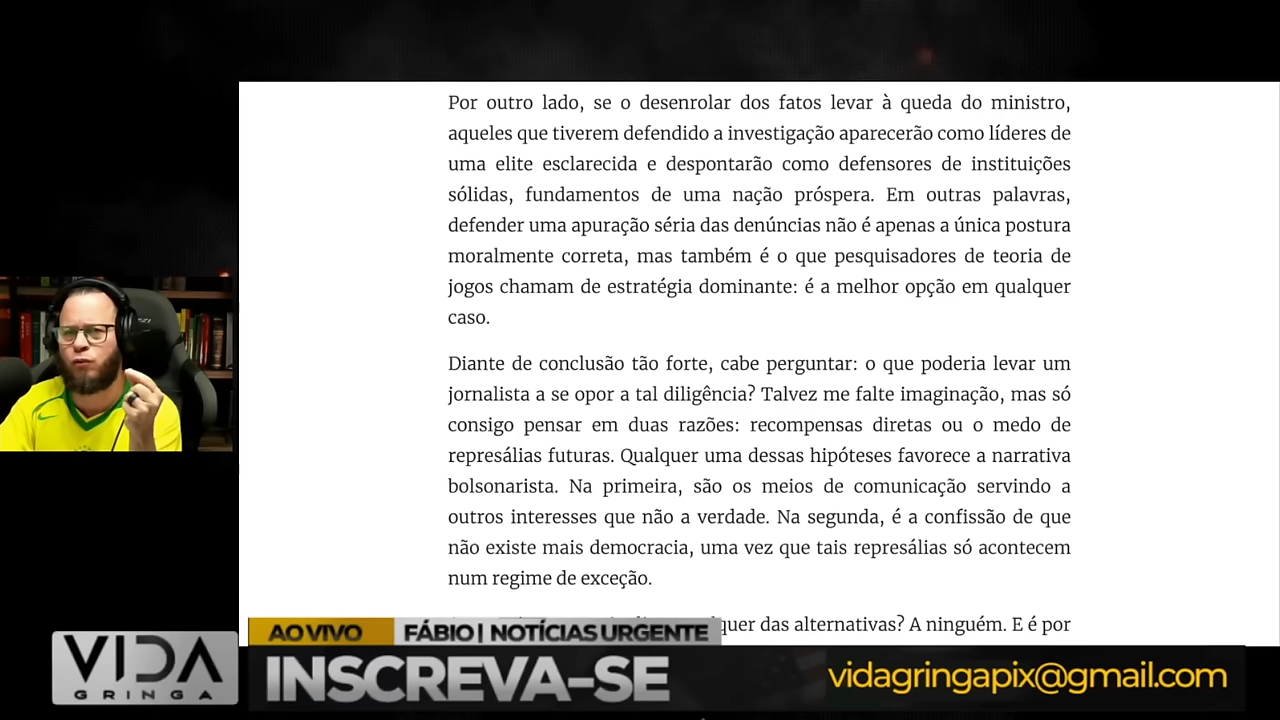 Por outro lado, se o desenrolar dos fatos levar à queda do ministro,
aqueles que tiverem defendido a investigação aparecerão como líderes de
uma elite esclarecida e despontarão como defensores de instituições
sólidas, fundamentos de uma nação próspera. Em outras palavras,
defender uma apuração séria das denúncias não é apenas a única postura
moralmente correta, mas também é o que pesquisadores de teoria de
jogos chamam de estratégia dominante: é a melhor opção em qualquer
caso.
Diante de conclusão tão forte, cabe perguntar: o que poderia levar um
jornalista a se opor a tal diligência? Talvez me falte imaginação, mas só
consigo pensar em duas razões: recompensas diretas ou o medo de
represálias futuras. Qualquer uma dessas hipóteses favorece a narrativa
bolsonarista. Na primeira, são os meios de comunicação servindo a
outros interesses que não a verdade. Na segunda, é a confissão de que
não existe mais democracia, uma vez que tais represálias só acontecem
num regime de exceção.
quer das alternativas? A ninguém. E é por
AO VIVO
FÁBIO | NOTÍCIAS URGENTE
VIDA
GRINGA
INSCREVA-SE
vidagringapix@gmail.com